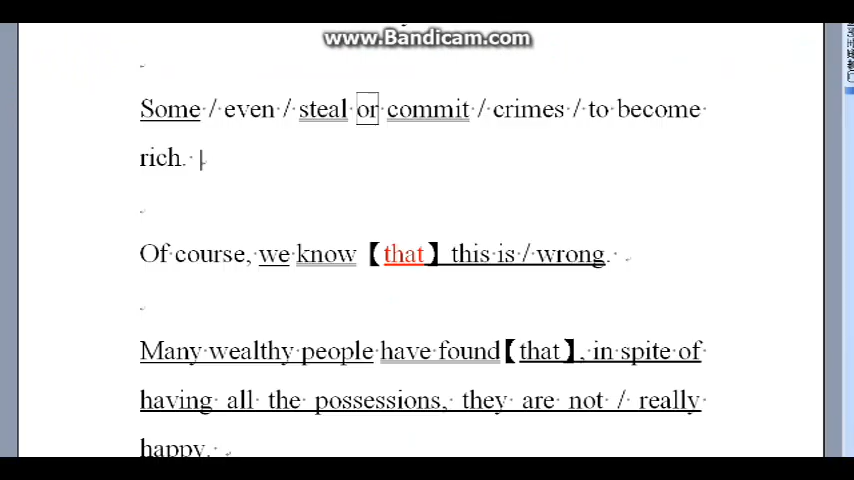 www.Bandicam.com
Some / even / steal or commit / crimes / to become
rich.
Of course, we know 【that】 this is / wrong.
Many wealthy people have found【that】, in spite of
having all the possessions, they are not / really
happy.